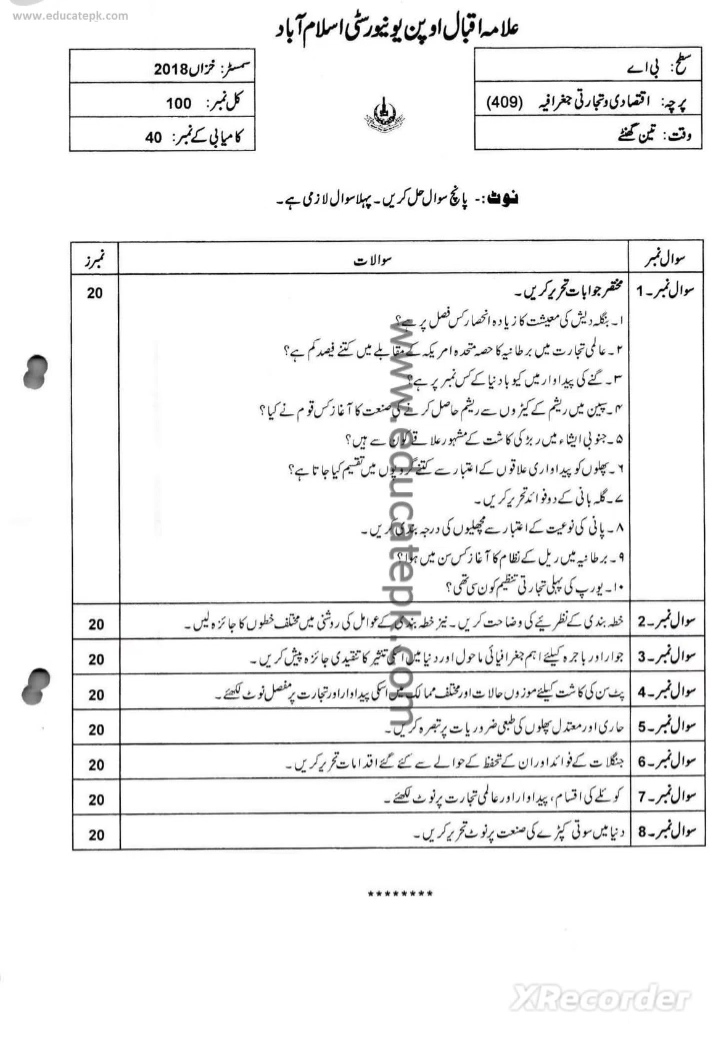 www.educatepk.com
علامہ اقبال اوپن یونیورسٹی اسلام آباد
سطح: بی اے
پرچہ: اقتصادی و تجارتی جغرافیہ (409)
وقت: تین گھنٹے
سمسٹر: خزاں 2018
کل نمبر: 100
کامیابی کے نمبر: 40
نوٹ:- پانچ سوال حل کریں۔ پہلا سوال لازمی ہے۔
سوال نمبر سوالات نمبرز
سوال نمبر۔1 مختصر جوابات تحریر کریں۔ 20
۱۔ بنگلہ دیش کی معیشت کا زیادہ انحصار کس فصل پر ہے؟
۲۔ عالمی تجارت میں برطانیہ کا حصہ متحدہ امریکہ کے مقابلے میں کتنے فیصد کم ہے؟
۳۔ گنے کی پیداوار میں کیوبا دنیا کے کس نمبر پر ہے؟
۴۔ سپین میں ریشم کے کیڑوں سے ریشم حاصل کرنے کی صنعت کا آغاز کس قوم نے کیا؟
۵۔ جنوبی ایشاء میں ربڑ کی کاشت کے مشہور علاقے کون سے ہیں؟
۶۔ پھلوں کو پیداواری علاقوں کے اعتبار سے کتنے گروپوں میں تقسیم کیا جاتا ہے؟
۷۔ گلہ بانی کے دو فوائد تحریر کریں۔
۸۔ پانی کی نوعیت کے اعتبار سے مچھلیوں کی درجہ بندی کریں۔
۹۔ برطانیہ میں ریل کے نظام کا آغاز کس سن میں ہوا؟
۱۰۔ یورپ کی پہلی تجارتی تنظیم کون سی تھی؟
سوال نمبر۔2 خطہ بندی کے نظریئے کی وضاحت کریں۔ نیز خطہ بندی کے عوامل کی روشنی میں مختلف خطوں کا جائزہ لیں۔ 20
سوال نمبر۔3 جوار اور باجرہ کیلئے اہم جغرافیائی ماحول اور دنیا میں اسکی تنثیر کا تنقیدی جائزہ پیش کریں۔ 20
سوال نمبر۔4 پٹ سن کی کاشت کیلئے موزوں حالات اور مختلف ممالک میں اسکی پیداوار اور تجارت پر مفصل نوٹ لکھئے۔ 20
سوال نمبر۔5 حاری اور معتدل پھلوں کی طبعی ضروریات پر تبصرہ کریں۔ 20
سوال نمبر۔6 جنگلات کے فوائد اور ان کے تحفظ کے حوالے سے کئے گئے اقدامات تحریر کریں۔ 20
سوال نمبر۔7 کوئلے کی اقسام، پیداوار اور عالمی تجارت پر نوٹ لکھئے۔ 20
سوال نمبر۔8 دنیا میں سوتی کپڑے کی صنعت پر نوٹ تحریر کریں۔ 20
********
www.educatepk.com
XRecorder